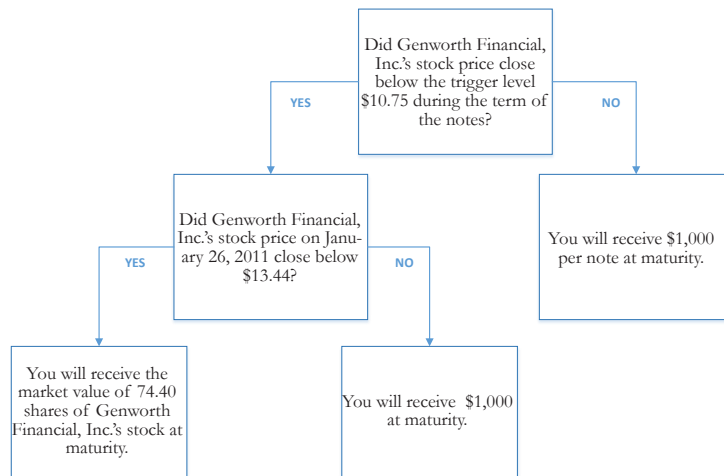 Did Genworth Financial,
Inc.'s stock price close
below the trigger level
$10.75 during the term of
the notes?
YES
NO
Did Genworth Financial,
Inc.'s stock price on Janu-
ary 26, 2011 close below
$13.44?
You will receive $1,000
per note at maturity.
YES
NO
You will receive the
market value of 74.40
shares of Genworth
Financial, Inc.'s stock at
maturity.
You will receive $1,000
at maturity.